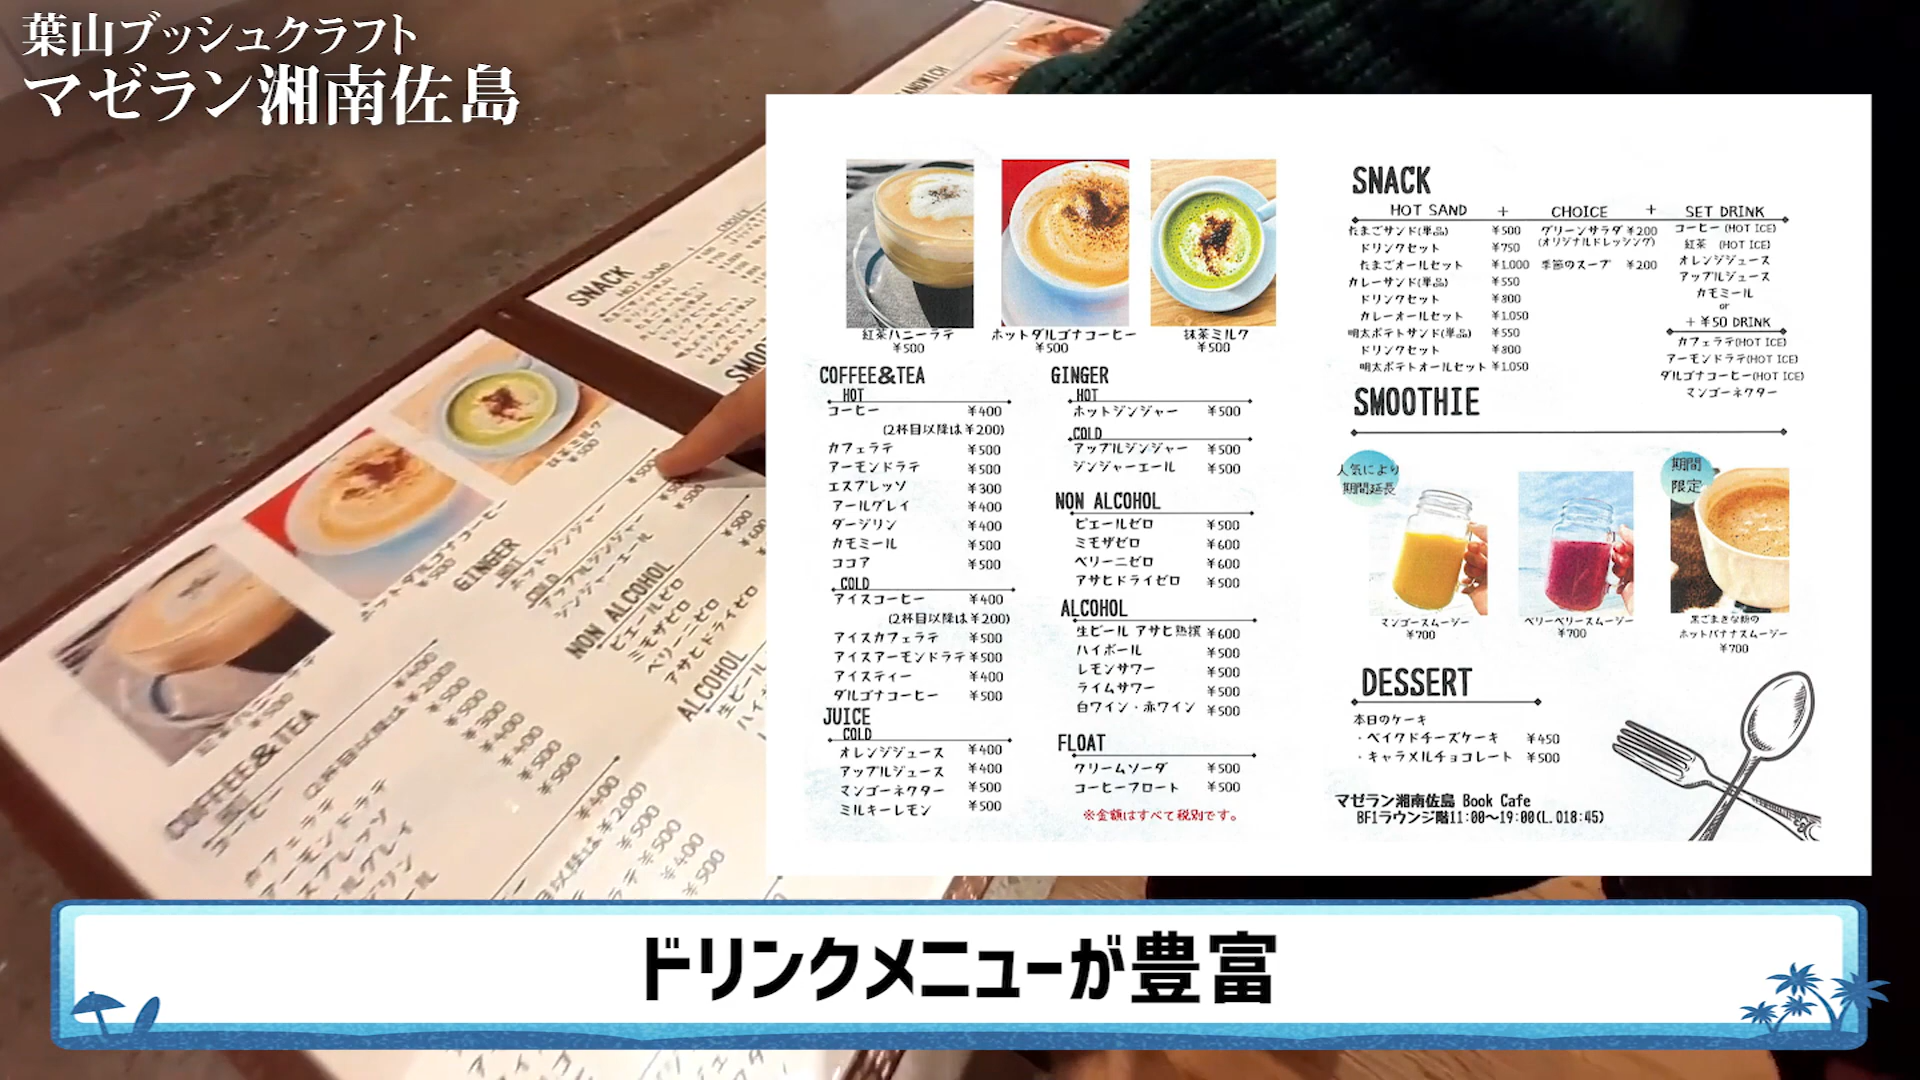 葉山ブッシュクラフト
マゼラン湘南佐島
紅茶ハニーラテ
¥500
ホットダルゴナコーヒー
¥500
抹茶ミルク
¥500
COFFEE&TEA
HOT
コーヒー ¥400
(2杯目以降は¥200)
カフェラテ ¥500
アーモンドラテ ¥500
エスプレッソ ¥300
アールグレイ ¥400
ダージリン ¥400
カモミール ¥500
ココア ¥500
COLD
アイスコーヒー ¥400
(2杯目以降は¥200)
アイスカフェラテ ¥500
アイスアーモンドラテ ¥500
アイスティー ¥400
ダルゴナコーヒー ¥500
JUICE
COLD
オレンジジュース ¥400
アップルジュース ¥400
マンゴーネクター ¥500
ミルキーレモン ¥500
GINGER
HOT
ホットジンジャー ¥500
COLD
アップルジンジャー ¥500
ジンジャーエール ¥500
NON ALCOHOL
ピエールゼロ ¥500
ミモザゼロ ¥600
ベリーニゼロ ¥600
アサヒドライゼロ ¥500
ALCOHOL
生ビール アサヒ熟撰 ¥600
ハイボール ¥500
レモンサワー ¥500
ライムサワー ¥500
白ワイン・赤ワイン ¥500
FLOAT
クリームソーダ ¥500
コーヒーフロート ¥500
※金額はすべて税別です。
SNACK
HOT SAND + CHOICE + SET DRINK
たまごサンド(単品) ¥500
ドリンクセット ¥750
たまごオールセット ¥1.000
カレーサンド(単品) ¥550
ドリンクセット ¥800
カレーオールセット ¥1.050
明太ポテトサンド(単品) ¥550
ドリンクセット ¥800
明太ポテトオールセット ¥1.050
グリーンサラダ ¥200
(オリジナルドレッシング)
季節のスープ ¥200
コーヒー (HOT ICE)
紅茶 (HOT ICE)
オレンジジュース
アップルジュース
カモミール
or
+¥50 DRINK
カフェラテ(HOT ICE)
アーモンドラテ(HOT ICE)
ダルゴナコーヒー(HOT ICE)
マンゴーネクター
SMOOTHIE
人気により
期間延長
期間
限定
マンゴースムージー
¥700
ベリーベリースムージー
¥700
黒ごまきな粉の
ホットバナナスムージー
¥700
DESSERT
本日のケーキ
・ベイクドチーズケーキ ¥450
・キャラメルチョコレート ¥500
マゼラン湘南佐島 Book Cafe
BF1ラウンジ階11:00〜19:00(L.O18:45)
ドリンクメニューが豊富